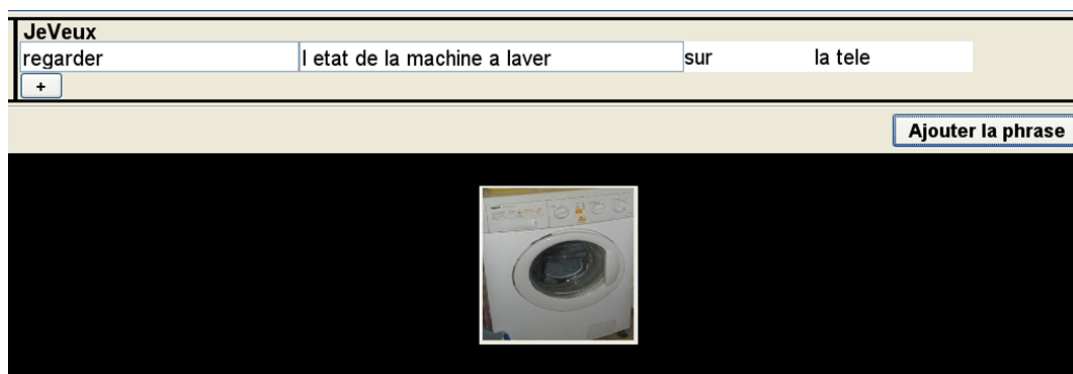 JeVeux
regarder l etat de la machine a laver sur la tele
+
Ajouter la phrase